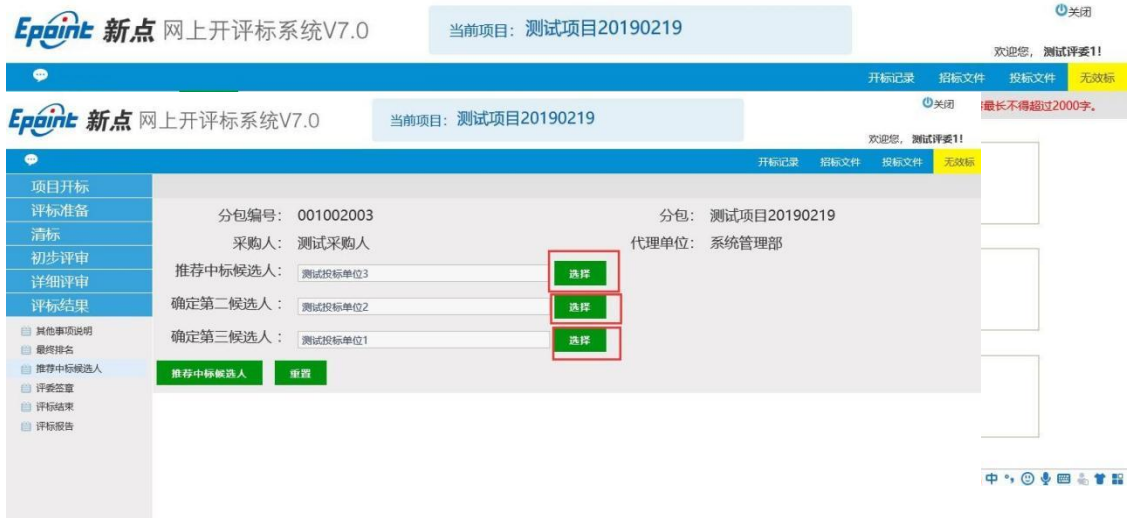 Epoint 新点 网上开评标系统V7.0
当前项目: 测试项目20190219
关闭
欢迎您, 测试评委1!
开标记录 招标文件 投标文件 无效标
Epoint 新点 网上开评标系统V7.0
当前项目: 测试项目20190219
关闭
最长不得超过2000字。
欢迎您, 测试评委1!
开标记录 招标文件 投标文件 无效标
项目开标
评标准备
清标
初步评审
详细评审
评标结果
其他事项说明
最终排名
推荐中标候选人
评委签章
评标结束
评标报告
分包编号: 001002003 分包: 测试项目20190219
采购人: 测试采购人 代理单位: 系统管理部
推荐中标候选人: 测试投标单位3 选择
确定第二候选人: 测试投标单位2 选择
确定第三候选人: 测试投标单位1 选择
推荐中标候选人 重置
中